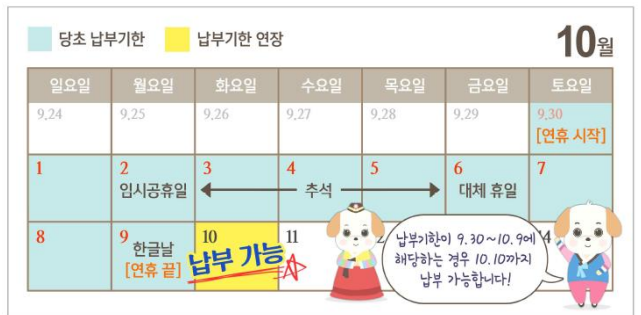 당초 납부기한 납부기한 연장 10월
일요일 월요일 화요일 수요일 목요일 금요일 토요일
9.24 9.25 9.26 9.27 9.28 9.29 9.30
[연휴 시작]
1 2 3 4 5 6 7
임시공휴일 추석 대체 휴일
8 9 10 11 2 14
한글날
[연휴 끝]
납부 가능
납부기한이 9.30~10.9에
해당하는 경우 10.10까지
납부 가능합니다!